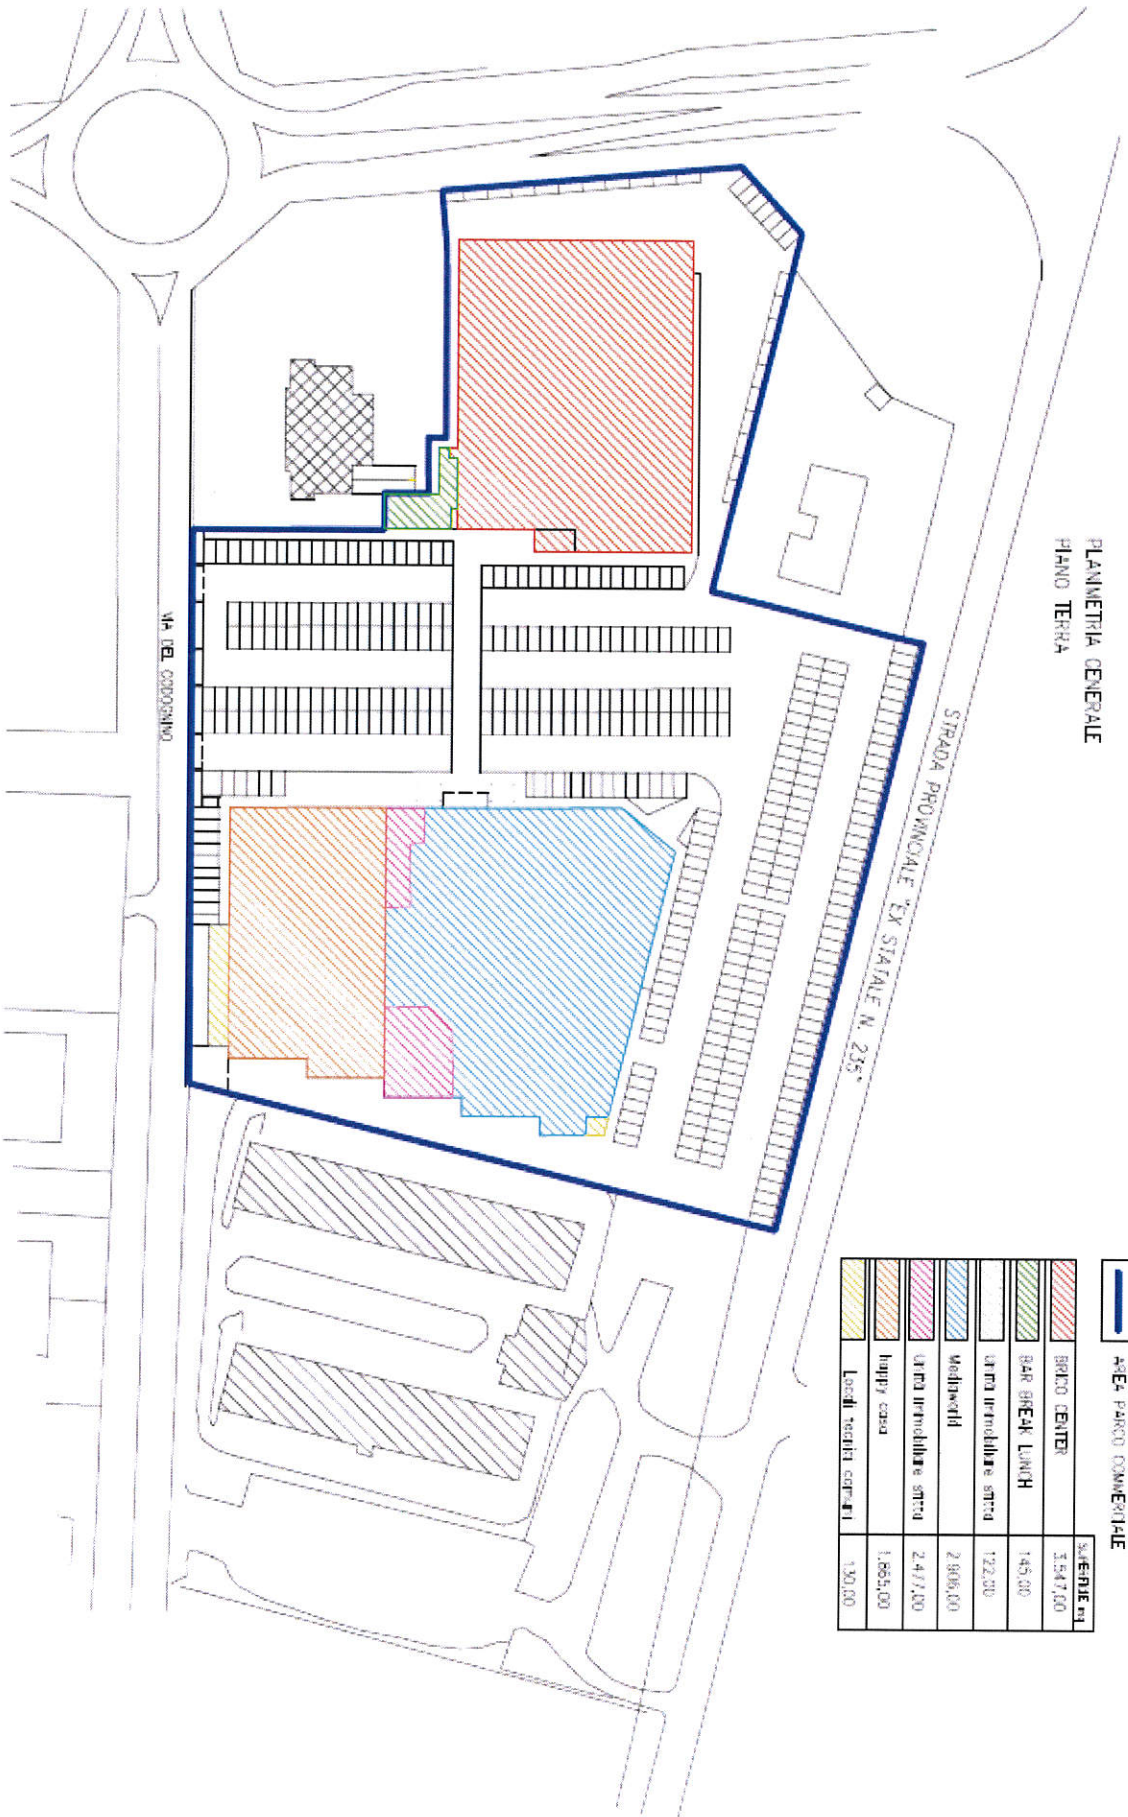 PLANIMETRIA GENERALE
PIANO TERRA
STRADA PROVINCIALE "EX STATALE N. 235"
VIA DEL CODOGNINO
AREA PARCO COMMERCIALE
SUPERFICIE mq
BRICO CENTER 3.547,00
BAR BREAK LUNCH 145,00
Unità immobiliare sfitta 122,00
Mediaworld 2.906,00
Unità immobiliare sfitta 2.477,00
happy casa 1.865,00
Locali tecnici comuni 130,00